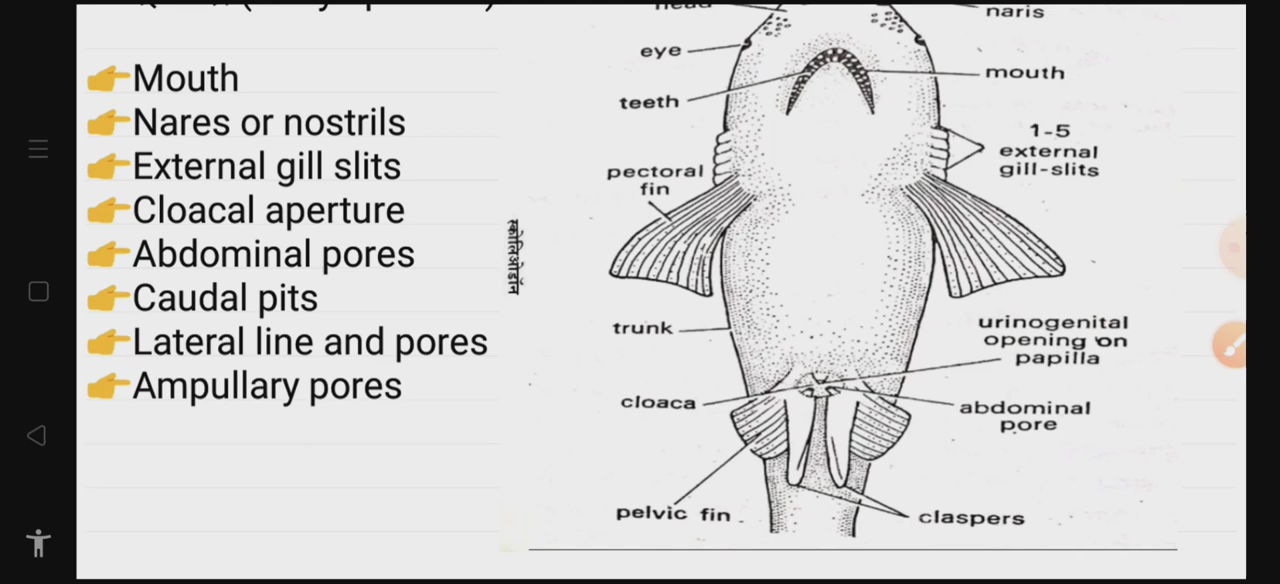 Mouth
Nares or nostrils
External gill slits
Cloacal aperture
Abdominal pores
Caudal pits
Lateral line and pores
Ampullary pores
स्कोलिओडॉन
head
naris
eye
mouth
teeth
1-5
external
gill-slits
pectoral
fin
trunk
urinogenital
opening on
papilla
cloaca
abdominal
pore
pelvic fin
claspers